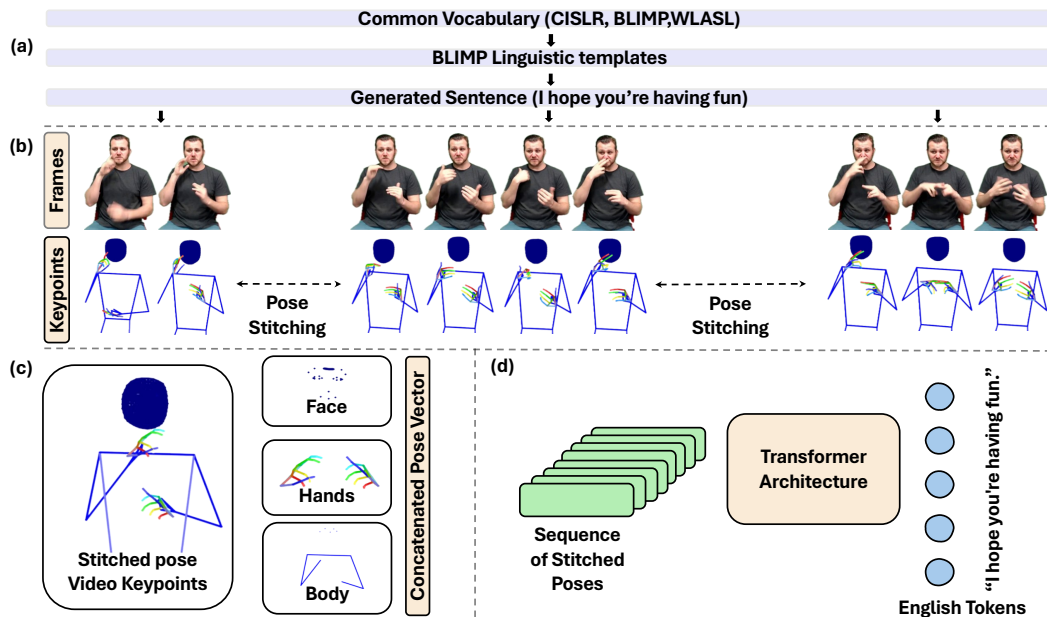 Common Vocabulary (CISLR, BLIMP,WLASL)
(a)
BLIMP Linguistic templates
Generated Sentence (I hope you're having fun)
(b)
Frames
Keypoints
Pose
Stitching
Pose
Stitching
(c)
Stitched pose
Video Keypoints
Face
Hands
Body
Concatenated Pose Vector
(d)
Sequence
of Stitched
Poses
Transformer
Architecture
English Tokens
“I hope you're having fun.”